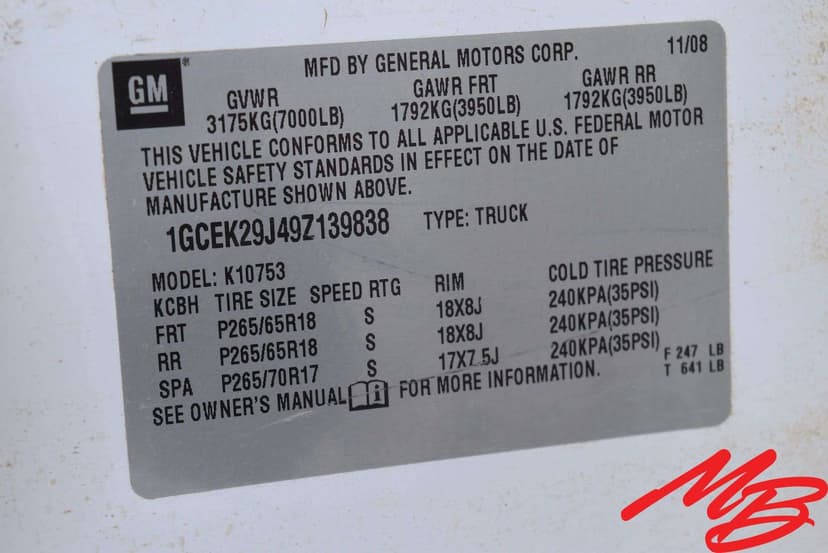 GM MFD BY GENERAL MOTORS CORP. 11/08
GVWR GAWR FRT GAWR RR
3175KG(7000LB) 1792KG(3950LB) 1792KG(3950LB)
THIS VEHICLE CONFORMS TO ALL APPLICABLE U.S. FEDERAL MOTOR
VEHICLE SAFETY STANDARDS IN EFFECT ON THE DATE OF
MANUFACTURE SHOWN ABOVE.
1GCEK29J49Z139838 TYPE: TRUCK
MODEL: K10753
KCBH TIRE SIZE SPEED RTG RIM COLD TIRE PRESSURE
FRT P265/65R18 S 18X8J 240KPA(35PSI)
RR P265/65R18 S 18X8J 240KPA(35PSI)
SPA P265/70R17 S 17X7.5J 240KPA(35PSI)
SEE OWNER'S MANUAL FOR MORE INFORMATION.
F 247 LB
T 641 LB
MB